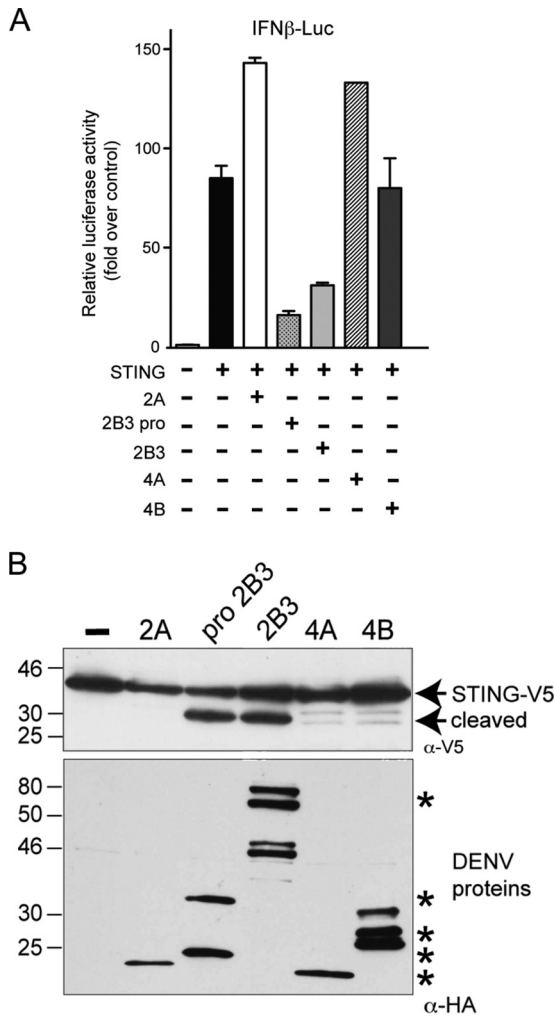 A
IFNβ-Luc
Relative luciferase activity
(fold over control)
150
100
50
0
STING – + + + + + +
2A – – + – – – –
2B3 pro – – – + – – –
2B3 – – – – + – –
4A – – – – – + –
4B – – – – – – +
B
– 2A pro 2B3 2B3 4A 4B
46
30
25
STING-V5
cleaved
α-V5
80
50
46
30
25
*
*
*
*
*
DENV
proteins
α-HA